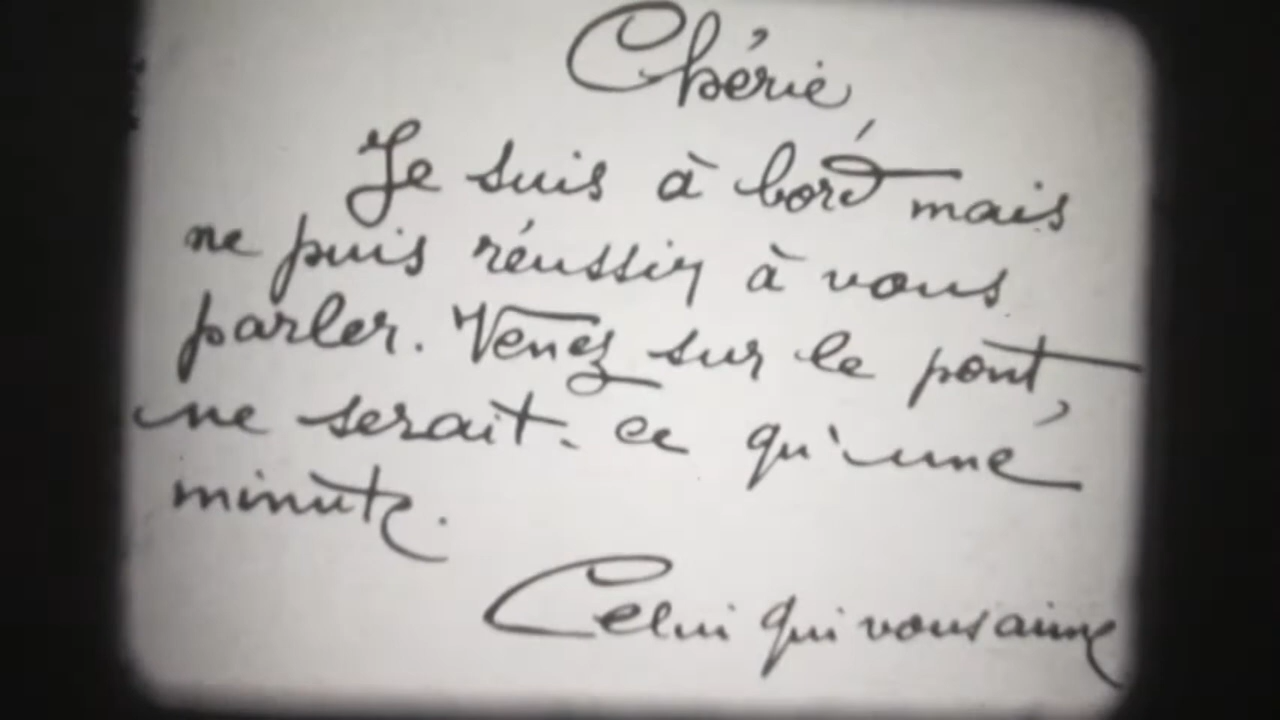 Chérie,
Je suis à bord mais
ne puis réussir à vous
parler. Venez sur le pont,
ne serait-ce qu'une
minute.
Celui qui vous aime